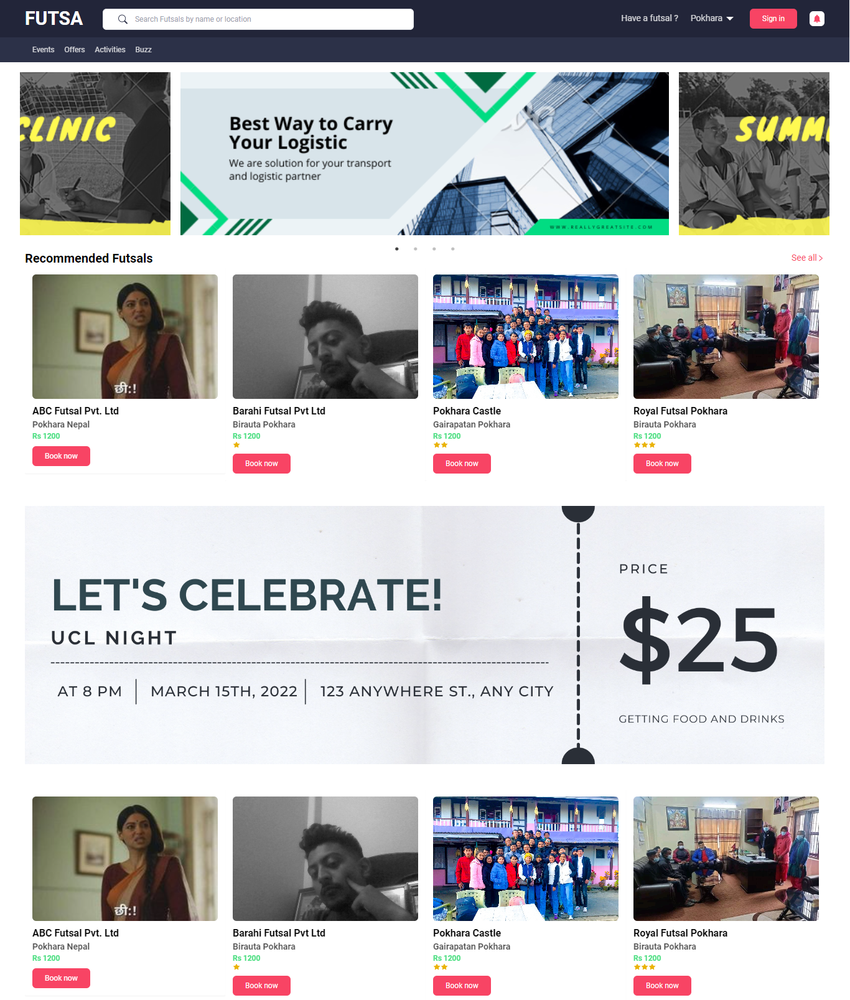 FUTSA
Search Futsals by name or location
Have a futsal ?
Pokhara
Sign in
Events
Offers
Activities
Buzz
CLINIC
Best Way to Carry
Your Logistic
We are solution for your transport
and logistic partner
WWW.REALLYGREATSITE.COM
SUMM
Recommended Futsals
See all >
छी:!
ABC Futsal Pvt. Ltd
Pokhara Nepal
Rs 1200
Book now
Barahi Futsal Pvt Ltd
Birauta Pokhara
Rs 1200
Book now
Pokhara Castle
Gairapatan Pokhara
Rs 1200
Book now
Royal Futsal Pokhara
Birauta Pokhara
Rs 1200
Book now
LET'S CELEBRATE!
UCL NIGHT
AT 8 PM
MARCH 15TH, 2022
123 ANYWHERE ST., ANY CITY
PRICE
$25
GETTING FOOD AND DRINKS
छी:!
ABC Futsal Pvt. Ltd
Pokhara Nepal
Rs 1200
Book now
Barahi Futsal Pvt Ltd
Birauta Pokhara
Rs 1200
Book now
Pokhara Castle
Gairapatan Pokhara
Rs 1200
Book now
Royal Futsal Pokhara
Birauta Pokhara
Rs 1200
Book now